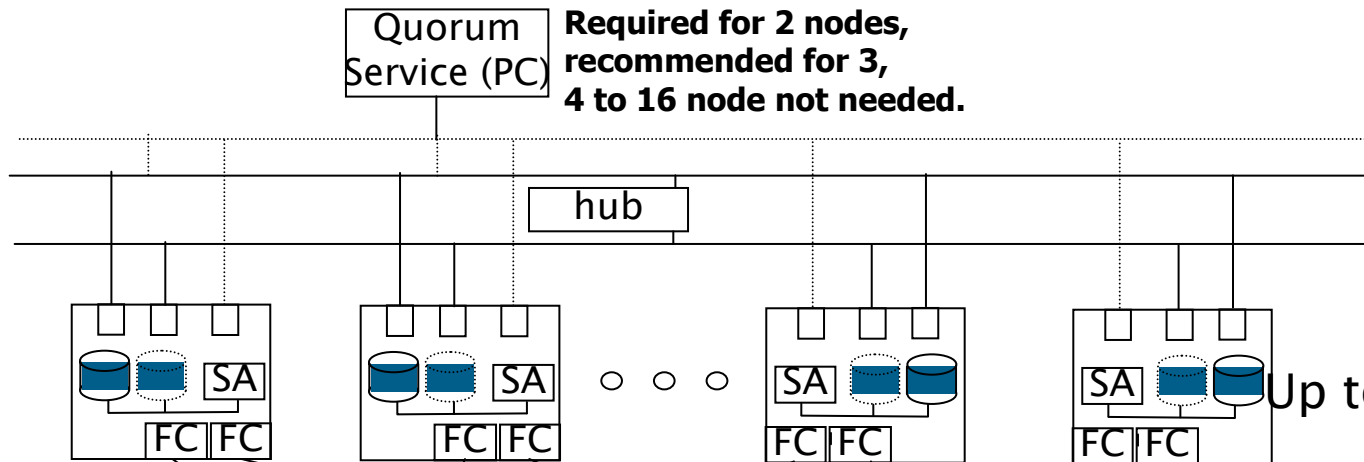 Quorum
Service (PC)
Required for 2 nodes,
recommended for 3,
4 to 16 node not needed.
hub
SA
SA
SA
SA
Up to
FC FC
FC FC
FC FC
FC FC